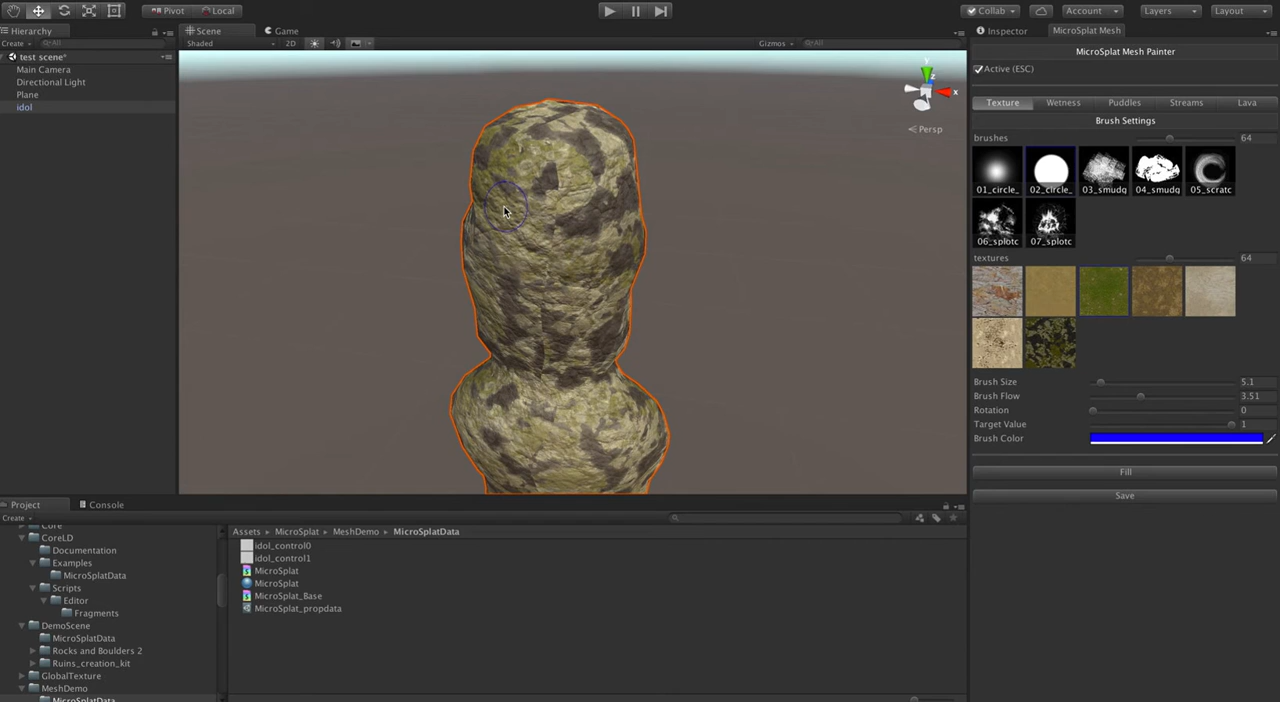 Pivot Local Collab Account Layers Layout
Hierarchy Scene Game Inspector MicroSplat Mesh
Create All Shaded 2D Gizmos All
MicroSplat Mesh Painter
test scene*
Main Camera
Directional Light
Plane
idol
y
z
x
Persp
Active (ESC)
Texture Wetness Puddles Streams Lava
Brush Settings
brushes 64
01_circle_ 02_circle_ 03_smudg 04_smudg 05_scratc
06_splotc 07_splotc
textures 64
Brush Size 5.1
Brush Flow 3.51
Rotation 0
Target Value 1
Brush Color
Fill
Save
Project Console
Create
Core
CoreLD
Documentation
Examples
MicroSplatData
Scripts
Editor
Fragments
DemoScene
MicroSplatData
Rocks and Boulders 2
Ruins_creation_kit
GlobalTexture
MeshDemo
MicroSplatData
Assets MicroSplat MeshDemo MicroSplatData
idol_control0
idol_control1
MicroSplat
MicroSplat
MicroSplat_Base
MicroSplat_propdata